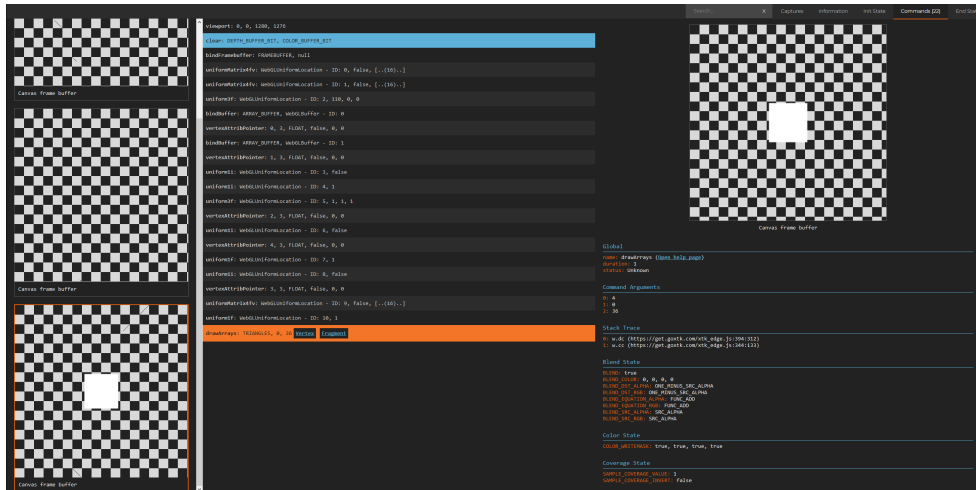 Search... X Captures Information Init State Commands (22) End Sta
Canvas frame buffer
Canvas frame buffer
Canvas frame buffer
viewport: 0, 0, 1280, 1276
clear: DEPTH_BUFFER_BIT, COLOR_BUFFER_BIT
bindFramebuffer: FRAMEBUFFER, null
uniformMatrix4fv: WebGLUniformLocation - ID: 0, false, [..(16)..]
uniformMatrix4fv: WebGLUniformLocation - ID: 1, false, [..(16)..]
uniform3f: WebGLUniformLocation - ID: 2, 110, 0, 0
bindBuffer: ARRAY_BUFFER, WebGLBuffer - ID: 0
vertexAttribPointer: 0, 3, FLOAT, false, 0, 0
bindBuffer: ARRAY_BUFFER, WebGLBuffer - ID: 1
vertexAttribPointer: 1, 3, FLOAT, false, 0, 0
uniform1i: WebGLUniformLocation - ID: 3, false
uniform1i: WebGLUniformLocation - ID: 4, 1
uniform3f: WebGLUniformLocation - ID: 5, 1, 1, 1
vertexAttribPointer: 2, 3, FLOAT, false, 0, 0
uniform1i: WebGLUniformLocation - ID: 6, false
vertexAttribPointer: 4, 3, FLOAT, false, 0, 0
uniform1f: WebGLUniformLocation - ID: 7, 1
uniform1i: WebGLUniformLocation - ID: 8, false
vertexAttribPointer: 3, 3, FLOAT, false, 0, 0
uniformMatrix4fv: WebGLUniformLocation - ID: 9, false, [..(16)..]
uniform1f: WebGLUniformLocation - ID: 10, 1
drawArrays: TRIANGLES, 0, 36 Vertex Fragment
Canvas frame buffer
Global
name: drawArrays (Open help page)
duration: 1
status: Unknown
Command Arguments
0: 4
1: 0
2: 36
Stack Trace
0: w.dc (https://get.goxtk.com/xtk_edge.js:394:312)
1: w.cc (https://get.goxtk.com/xtk_edge.js:344:133)
Blend State
BLEND: true
BLEND_COLOR: 0, 0, 0, 0
BLEND_DST_ALPHA: ONE_MINUS_SRC_ALPHA
BLEND_DST_RGB: ONE_MINUS_SRC_ALPHA
BLEND_EQUATION_ALPHA: FUNC_ADD
BLEND_EQUATION_RGB: FUNC_ADD
BLEND_SRC_ALPHA: SRC_ALPHA
BLEND_SRC_RGB: SRC_ALPHA
Color State
COLOR_WRITEMASK: true, true, true, true
Coverage State
SAMPLE_COVERAGE_VALUE: 1
SAMPLE_COVERAGE_INVERT: false